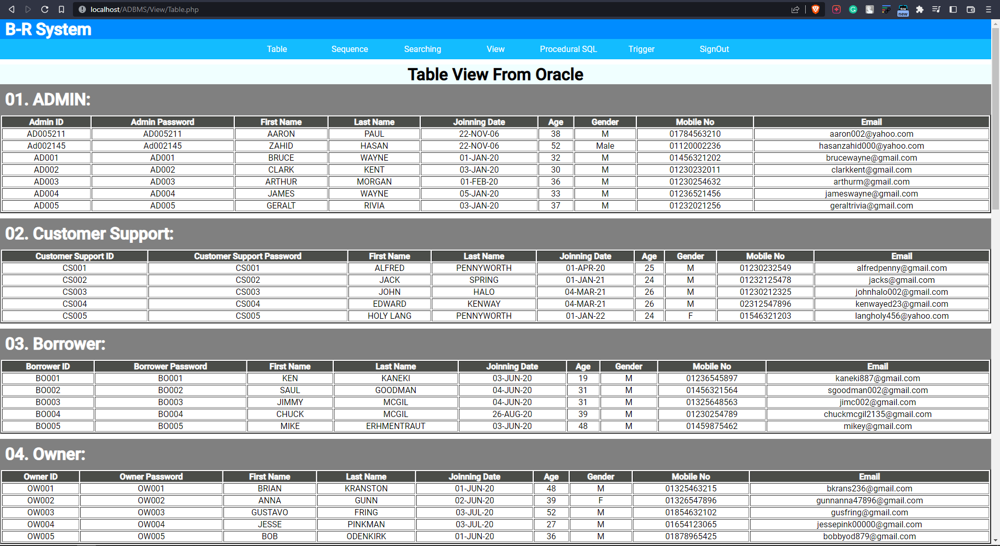 localhost/ADBMS/View/Table.php
new
B-R System
Table Sequence Searching View Procedural SQL Trigger SignOut
Table View From Oracle
01. ADMIN:
Admin ID Admin Password First Name Last Name Joinning Date Age Gender Mobile No Email
AD005211 AD005211 AARON PAUL 22-NOV-06 38 M 01784563210 aaron002@yahoo.com
Ad002145 Ad002145 ZAHID HASAN 22-NOV-06 52 Male 01120002236 hasanzahid000@yahoo.com
AD001 AD001 BRUCE WAYNE 01-JAN-20 32 M 01456321202 brucewayne@gmail.com
AD002 AD002 CLARK KENT 03-JAN-20 30 M 01230232011 clarkkent@gmail.com
AD003 AD003 ARTHUR MORGAN 01-FEB-20 36 M 01230254632 arthurm@gmail.com
AD004 AD004 JAMES WAYNE 05-JAN-20 33 M 01236521456 jameswayne@gmail.com
AD005 AD005 GERALT RIVIA 03-JAN-20 37 M 01232021256 geraltrivia@gmail.com
02. Customer Support:
Customer Support ID Customer Support Password First Name Last Name Joinning Date Age Gender Mobile No Email
CS001 CS001 ALFRED PENNYWORTH 01-APR-20 25 M 01230232549 alfredpenny@gmail.com
CS002 CS002 JACK SPRING 01-JAN-21 24 M 01232125478 jacks@gmail.com
CS003 CS003 JOHN HALO 04-MAR-21 26 M 01230212325 johnhalo002@gmail.com
CS004 CS004 EDWARD KENWAY 04-MAR-21 26 M 02312547896 kenwayed23@gmail.com
CS005 CS005 HOLY LANG PENNYWORTH 01-JAN-22 24 F 01546321203 langholy456@yahoo.com
03. Borrower:
Borrower ID Borrower Password First Name Last Name Joinning Date Age Gender Mobile No Email
BO001 BO001 KEN KANEKI 03-JUN-20 19 M 01236545897 kaneki887@gmail.com
BO002 BO002 SAUL GOODMAN 04-JUN-20 31 M 01456321564 sgoodman002@gmail.com
BO003 BO003 JIMMY MCGIL 04-JUN-20 31 M 01325648563 jimc002@gmail.com
BO004 BO004 CHUCK MCGIL 26-AUG-20 39 M 01230254789 chuckmcgil2135@gmail.com
BO005 BO005 MIKE ERHMENTRAUT 03-JUN-20 48 M 01459875462 mikey@gmail.com
04. Owner:
Owner ID Owner Password First Name Last Name Joinning Date Age Gender Mobile No Email
OW001 OW001 BRIAN KRANSTON 01-JUN-20 48 M 01325463215 bkrans236@gmail.com
OW002 OW002 ANNA GUNN 02-JUN-20 39 F 01326547896 gunnanna47896@gmail.com
OW003 OW003 GUSTAVO FRING 03-JUL-20 52 M 01854632102 gusfring@gmail.com
OW004 OW004 JESSE PINKMAN 03-JUL-20 27 M 01654123065 jessepink00000@gmail.com
OW005 OW005 BOB ODENKIRK 01-JUN-20 36 M 01878965425 bobbyod879@gmail.com